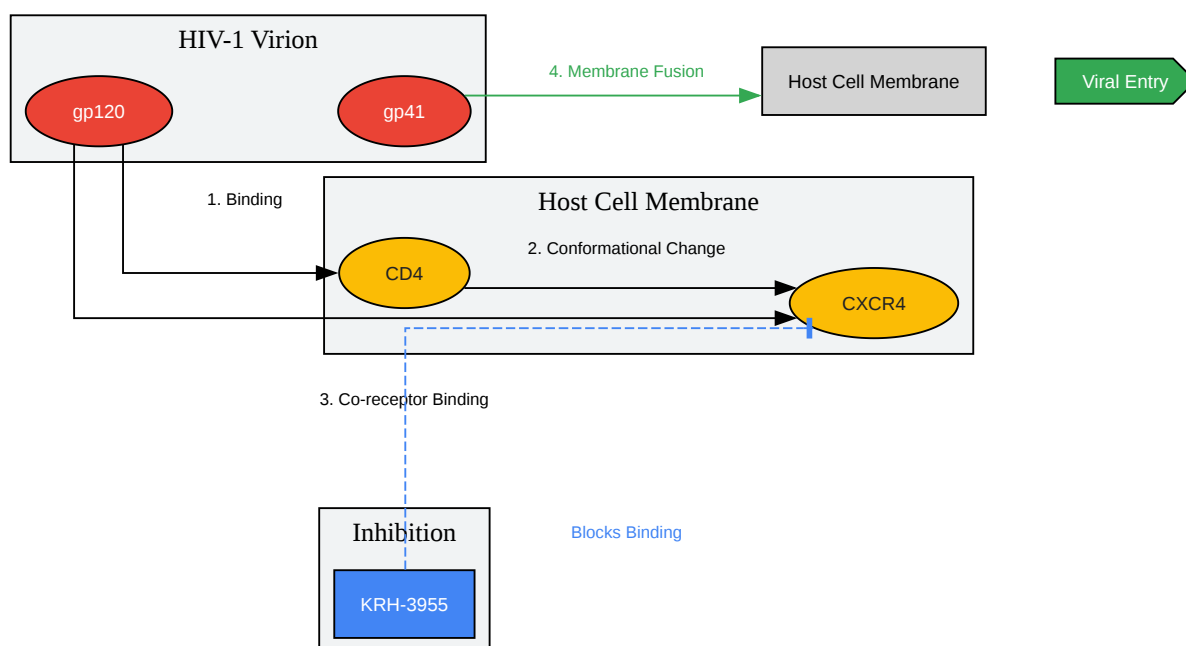 HIV-1 Virion
gp120
gp41
4. Membrane Fusion
Host Cell Membrane
Viral Entry
1. Binding
Host Cell Membrane
2. Conformational Change
CD4
CXCR4
3. Co-receptor Binding
Inhibition
Blocks Binding
KRH-3955